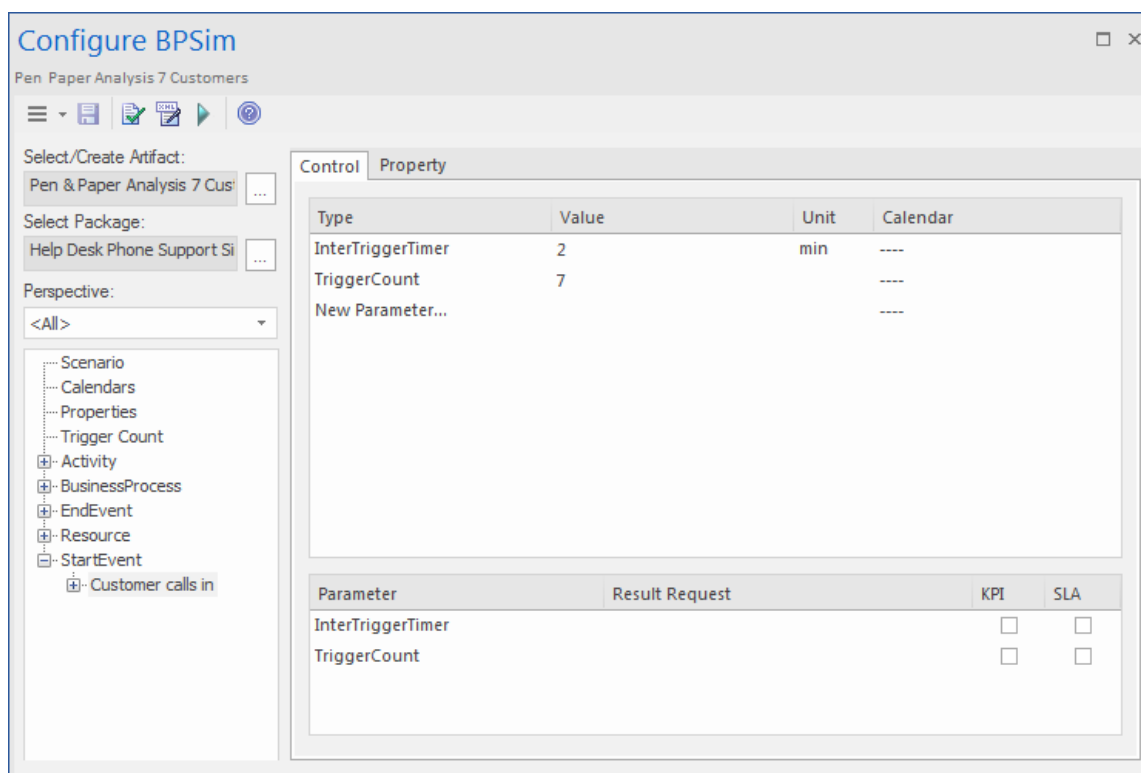 Configure BPSim
Pen Paper Analysis 7 Customers
XML
?
Select/Create Artifact:
Pen & Paper Analysis 7 Cus
...
Select Package:
Help Desk Phone Support Si
...
Perspective:
<All>
Scenario
Calendars
Properties
Trigger Count
Activity
BusinessProcess
EndEvent
Resource
StartEvent
Customer calls in
Control Property
Type Value Unit Calendar
InterTriggerTimer 2 min ----
TriggerCount 7 ----
New Parameter... ----
Parameter Result Request KPI SLA
InterTriggerTimer
TriggerCount